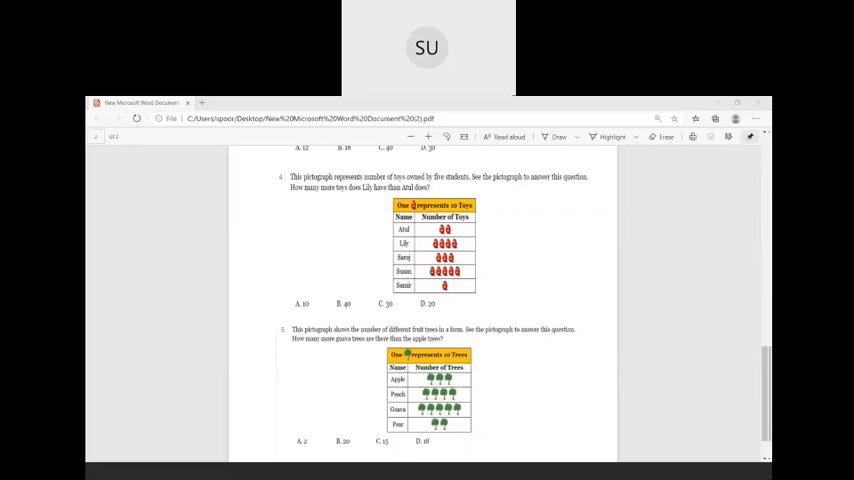 SU
New Microsoft Word Document
File C:/Users/spoor/Desktop/New%20Microsoft%20Word%20Document%20(2).pdf
2 of 2 Read aloud Draw Highlight Erase
A. 12 B. 18 C. 40 D. 30
4. This pictograph represents number of toys owned by five students. See the pictograph to answer this question.
How many more toys does Lily have than Atul does?
One represents 10 Toys
Name Number of Toys
Atul
Lily
Saroj
Susan
Samir
A. 10 B. 40 C. 30 D. 20
5. This pictograph shows the number of different fruit trees in a farm. See the pictograph to answer this question.
How many more guava trees are there than the apple trees?
One represents 10 Trees
Name Number of Trees
Apple
Peach
Guava
Pear
A. 2 B. 20 C. 15 D. 18